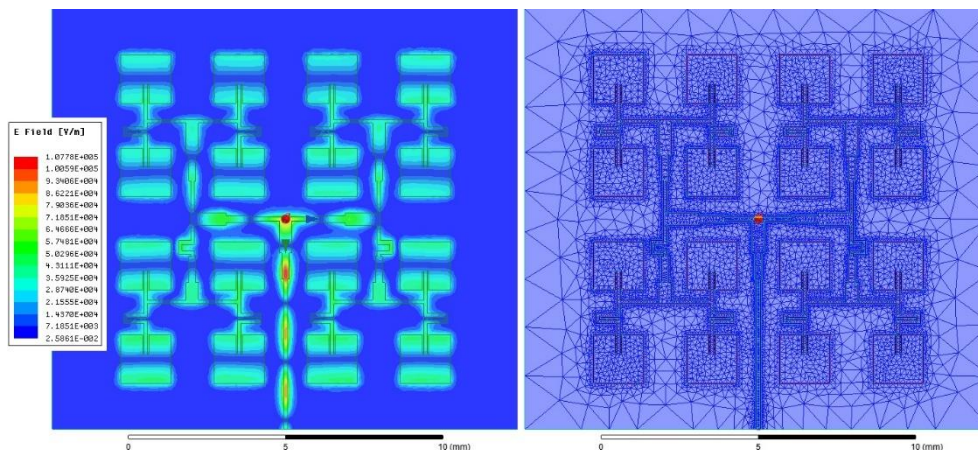 E Field [V/m]
1.0778E+005
1.0059E+005
9.3406E+004
8.6221E+004
7.9036E+004
7.1851E+004
6.4666E+004
5.7481E+004
5.0296E+004
4.3111E+004
3.5925E+004
2.8740E+004
2.1555E+004
1.4370E+004
7.1851E+003
2.5861E-002
0 5 10 (mm)
0 5 10 (mm)